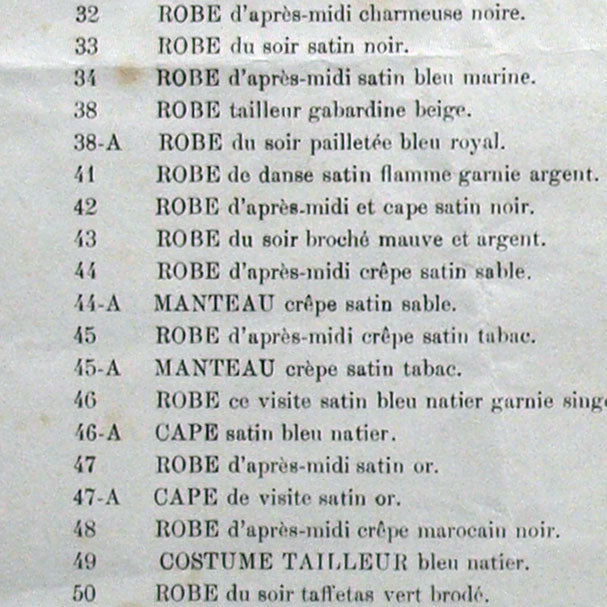 32 ROBE d'après-midi charmeuse noire.
33 ROBE du soir satin noir.
34 ROBE d'après-midi satin bleu marine.
38 ROBE tailleur gabardine beige.
38-A ROBE du soir pailletée bleu royal.
41 ROBE de danse satin flamme garnie argent.
42 ROBE d'après-midi et cape satin noir.
43 ROBE du soir broché mauve et argent.
44 ROBE d'après-midi crêpe satin sable.
44-A MANTEAU crêpe satin sable.
45 ROBE d'après-midi crêpe satin tabac.
45-A MANTEAU crèpe satin tabac.
46 ROBE ce visite satin bleu natier garnie singe
46-A CAPE satin bleu natier.
47 ROBE d'après-midi satin or.
47-A CAPE de visite satin or.
48 ROBE d'après-midi crêpe marocain noir.
49 COSTUME TAILLEUR bleu natier.
50 ROBE du soir taffetas vert brodé.